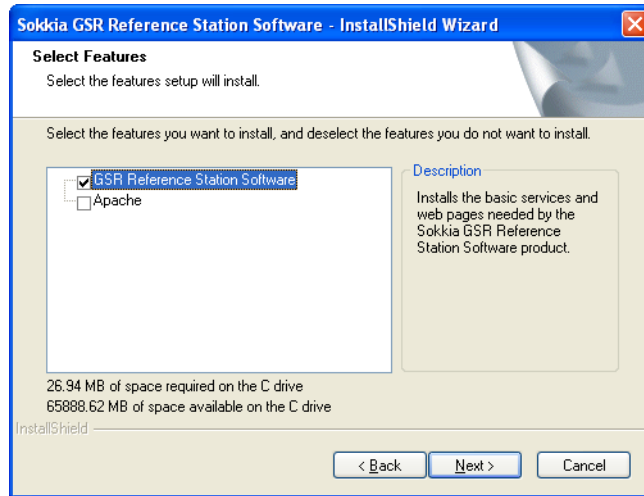 Sokkia GSR Reference Station Software - InstallShield Wizard
Select Features
Select the features setup will install.
Select the features you want to install, and deselect the features you do not want to install.
GSR Reference Station Software
Apache
Description
Installs the basic services and
web pages needed by the
Sokkia GSR Reference
Station Software product.
26.94 MB of space required on the C drive
65888.62 MB of space available on the C drive
InstallShield
< Back
Next >
Cancel